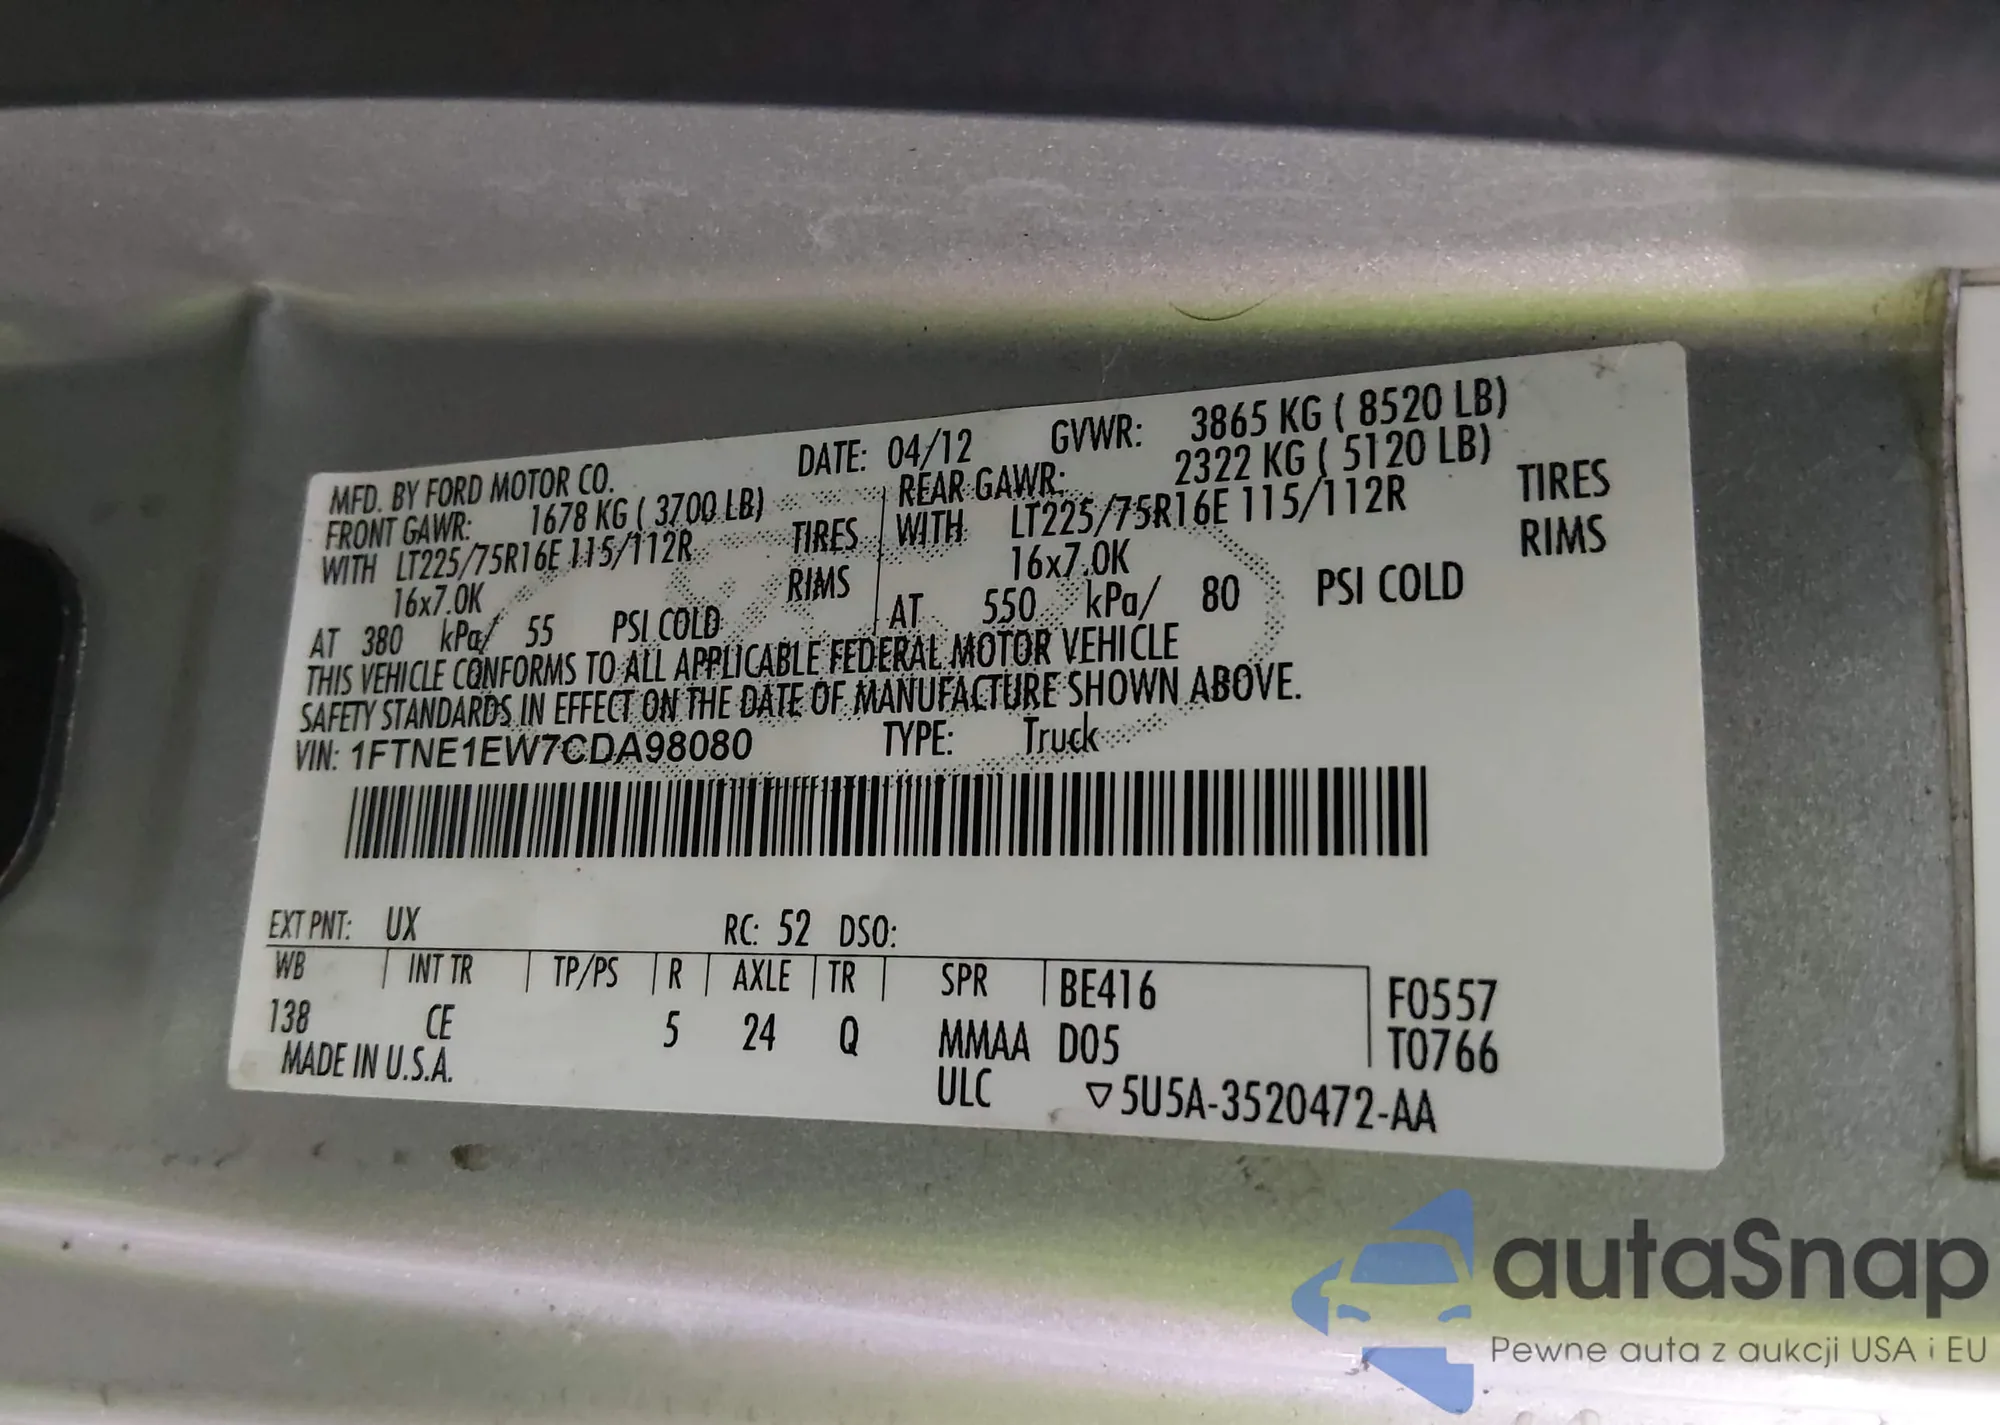 MFD. BY FORD MOTOR CO. DATE: 04/12 GVWR: 3865 KG ( 8520 LB)
FRONT GAWR: 1678 KG ( 3700 LB) REAR GAWR: 2322 KG ( 5120 LB)
WITH LT225/75R16E 115/112R TIRES WITH LT225/75R16E 115/112R TIRES
16x7.0K RIMS 16x7.0K RIMS
AT 380 kPa/ 55 PSI COLD AT 550 kPa/ 80 PSI COLD
THIS VEHICLE CONFORMS TO ALL APPLICABLE FEDERAL MOTOR VEHICLE
SAFETY STANDARDS IN EFFECT ON THE DATE OF MANUFACTURE SHOWN ABOVE.
VIN: 1FTNE1EW7CDA98080 TYPE: Truck
EXT PNT: UX RC: 52 DSO:
WB INT TR TP/PS R AXLE TR SPR BE416 F0557
138 CE 5 24 Q MMAA D05 T0766
MADE IN U.S.A. ULC ▽5U5A-3520472-AA
autaSnap
Pewne auta z aukcji USA i EU